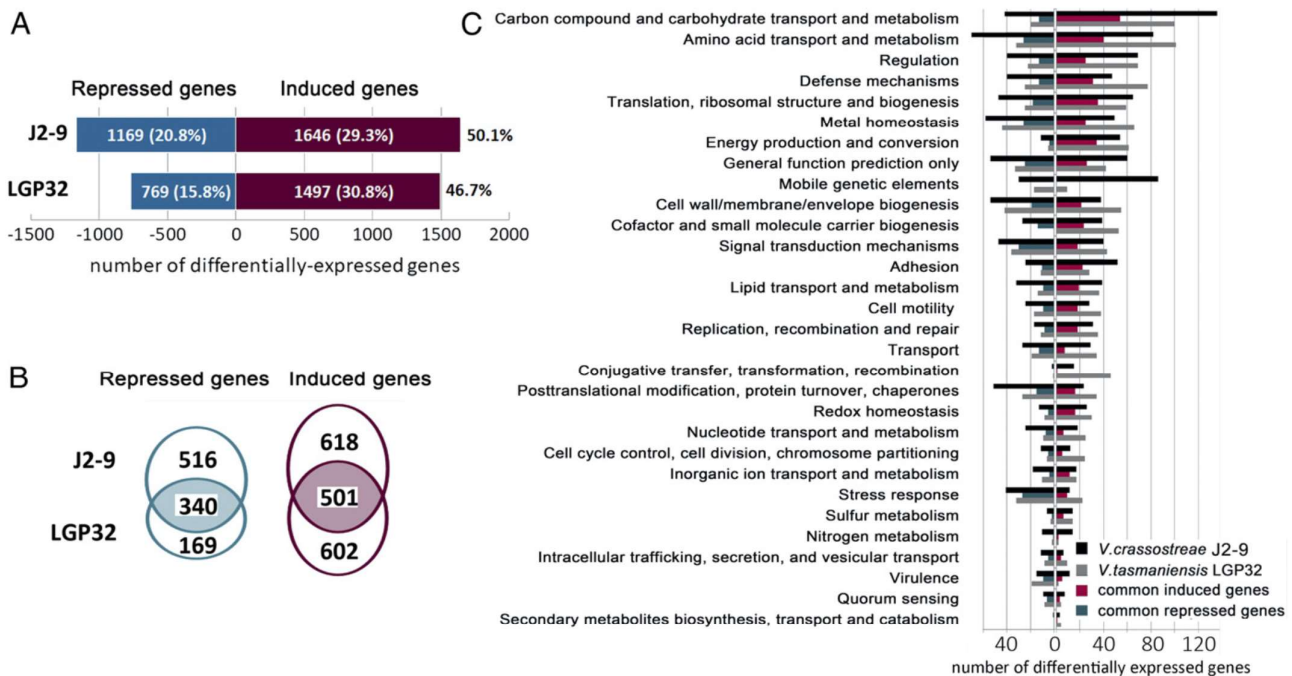 A
Repressed genes Induced genes
J2-9 1169 (20.8%) 1646 (29.3%) 50.1%
LGP32 769 (15.8%) 1497 (30.8%) 46.7%
-1500 -1000 -500 0 500 1000 1500 2000
number of differentially-expressed genes
B
Repressed genes Induced genes
J2-9 516 618
340 501
LGP32 169 602
C
Carbon compound and carbohydrate transport and metabolism
Amino acid transport and metabolism
Regulation
Defense mechanisms
Translation, ribosomal structure and biogenesis
Metal homeostasis
Energy production and conversion
General function prediction only
Mobile genetic elements
Cell wall/membrane/envelope biogenesis
Cofactor and small molecule carrier biogenesis
Signal transduction mechanisms
Adhesion
Lipid transport and metabolism
Cell motility
Replication, recombination and repair
Transport
Conjugative transfer, transformation, recombination
Posttranslational modification, protein turnover, chaperones
Redox homeostasis
Nucleotide transport and metabolism
Cell cycle control, cell division, chromosome partitioning
Inorganic ion transport and metabolism
Stress response
Sulfur metabolism
Nitrogen metabolism
Intracellular trafficking, secretion, and vesicular transport
Virulence
Quorum sensing
Secondary metabolites biosynthesis, transport and catabolism
V.crassostreae J2-9
V.tasmaniensis LGP32
common induced genes
common repressed genes
40 0 40 80 120
number of differentially expressed genes